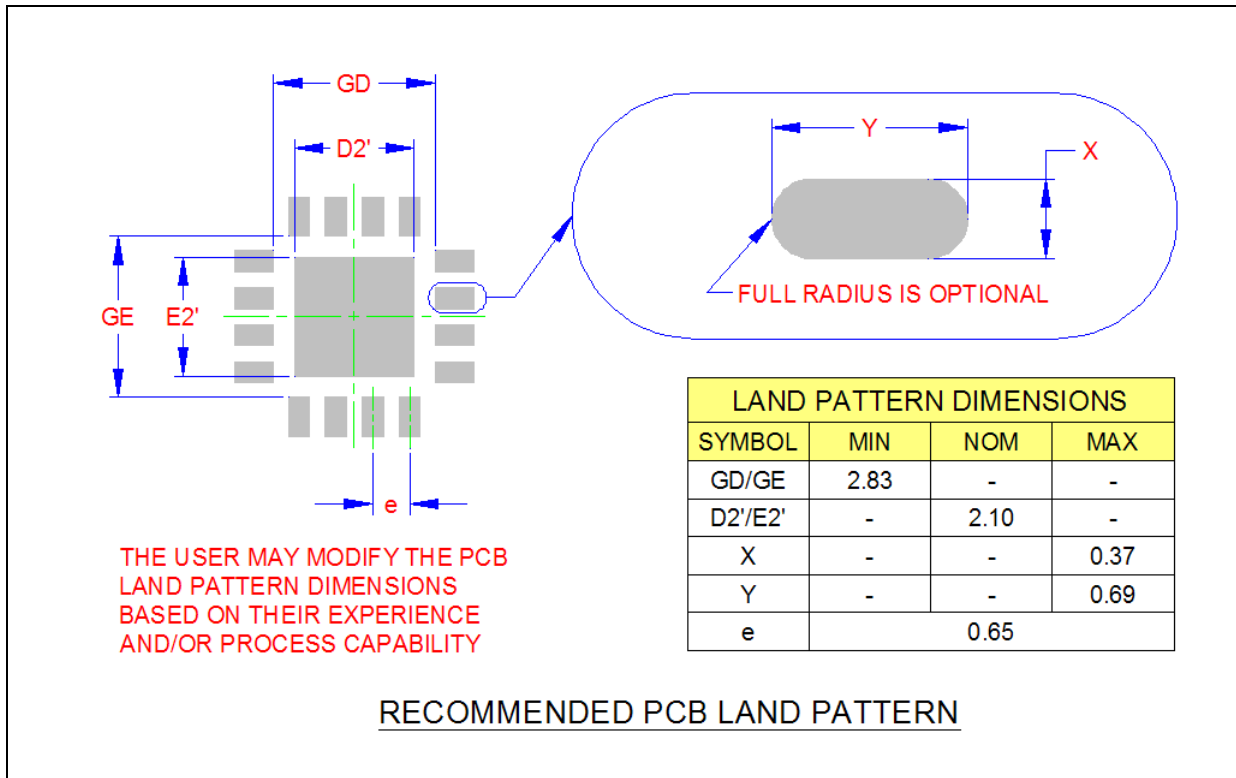 GD
D2'
GE
E2'
e
Y
X
FULL RADIUS IS OPTIONAL
THE USER MAY MODIFY THE PCB
LAND PATTERN DIMENSIONS
BASED ON THEIR EXPERIENCE
AND/OR PROCESS CAPABILITY
LAND PATTERN DIMENSIONS
SYMBOL MIN NOM MAX
GD/GE 2.83 - -
D2'/E2' - 2.10 -
X - - 0.37
Y - - 0.69
e 0.65
RECOMMENDED PCB LAND PATTERN